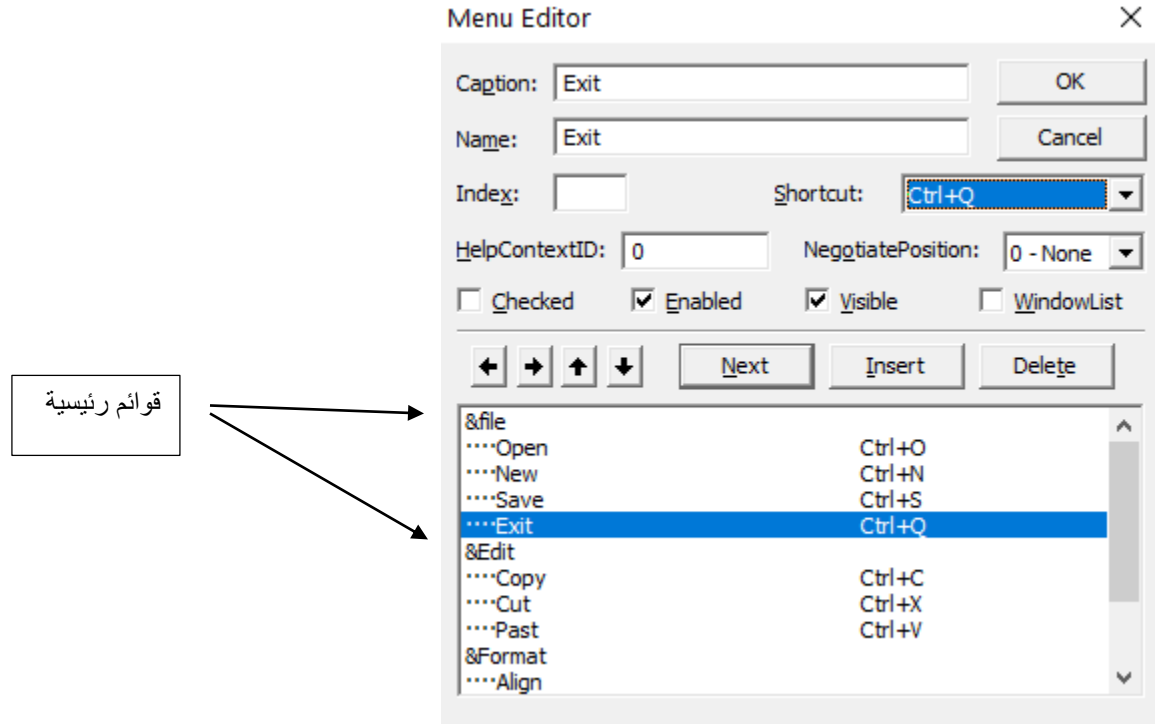 Menu Editor
Caption: Exit OK
Name: Exit Cancel
Index: Shortcut: Ctrl+Q
HelpContextID: 0 NegotiatePosition: 0 - None
Checked Enabled Visible WindowList
Next Insert Delete
قوائم رئيسية
&file
····Open Ctrl+O
····New Ctrl+N
····Save Ctrl+S
····Exit Ctrl+Q
&Edit
····Copy Ctrl+C
····Cut Ctrl+X
····Past Ctrl+V
&Format
····Align